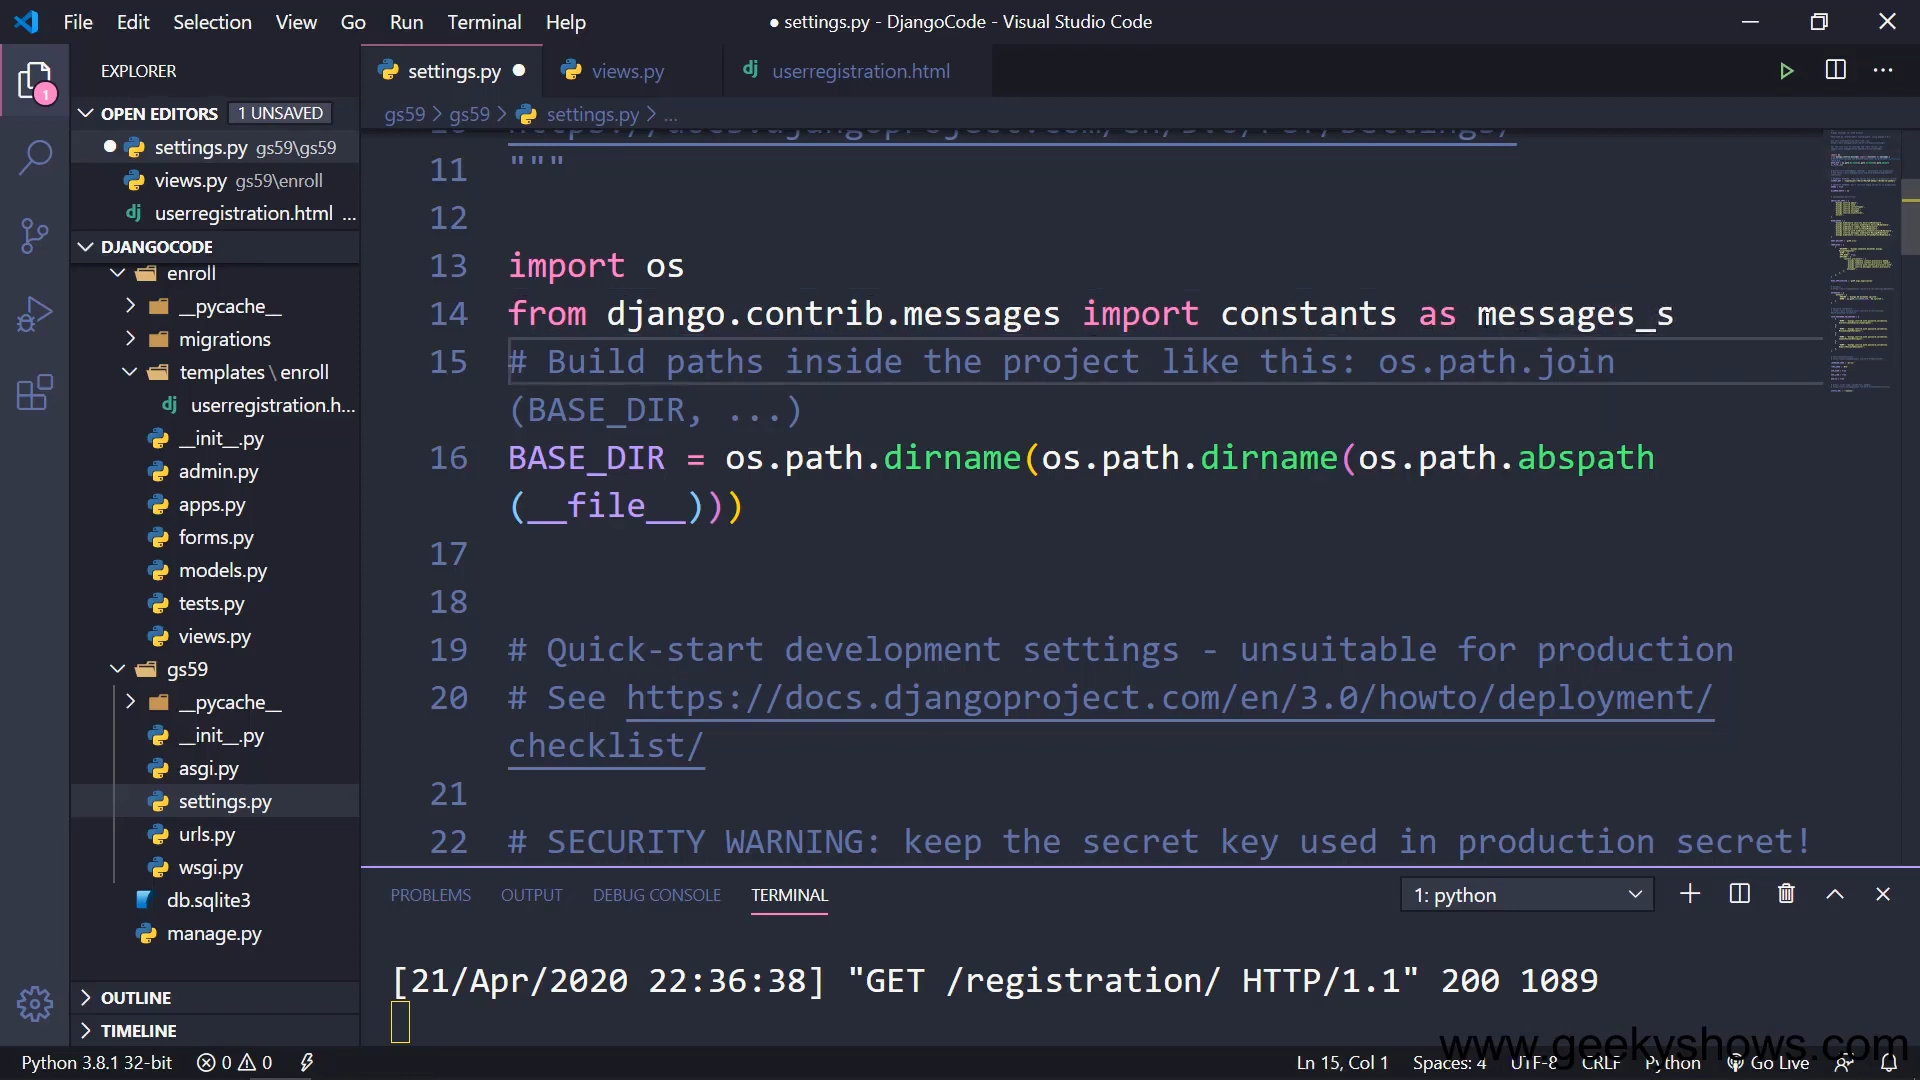 File Edit Selection View Go Run Terminal Help
● settings.py - DjangoCode - Visual Studio Code
EXPLORER
settings.py
views.py
userregistration.html
OPEN EDITORS 1 UNSAVED
gs59 > gs59 > settings.py > ...
settings.py gs59\gs59
views.py gs59\enroll
userregistration.html ...
DJANGOCODE
enroll
__pycache__
migrations
templates \ enroll
userregistration.h...
__init__.py
admin.py
apps.py
forms.py
models.py
tests.py
views.py
gs59
__pycache__
__init__.py
asgi.py
settings.py
urls.py
wsgi.py
db.sqlite3
manage.py
OUTLINE
TIMELINE
1
11 """
12
13 import os
14 from django.contrib.messages import constants as messages_s
15 # Build paths inside the project like this: os.path.join
(BASE_DIR, ...)
16 BASE_DIR = os.path.dirname(os.path.dirname(os.path.abspath
(__file__)))
17
18
19 # Quick-start development settings - unsuitable for production
20 # See https://docs.djangoproject.com/en/3.0/howto/deployment/
checklist/
21
22 # SECURITY WARNING: keep the secret key used in production secret!
PROBLEMS OUTPUT DEBUG CONSOLE TERMINAL
1: python
[21/Apr/2020 22:36:38] "GET /registration/ HTTP/1.1" 200 1089
www.geekyshows.com
Python 3.8.1 32-bit 0 0
Ln 15, Col 1 Spaces: 4 UTF-8 CRLF Python Go Live